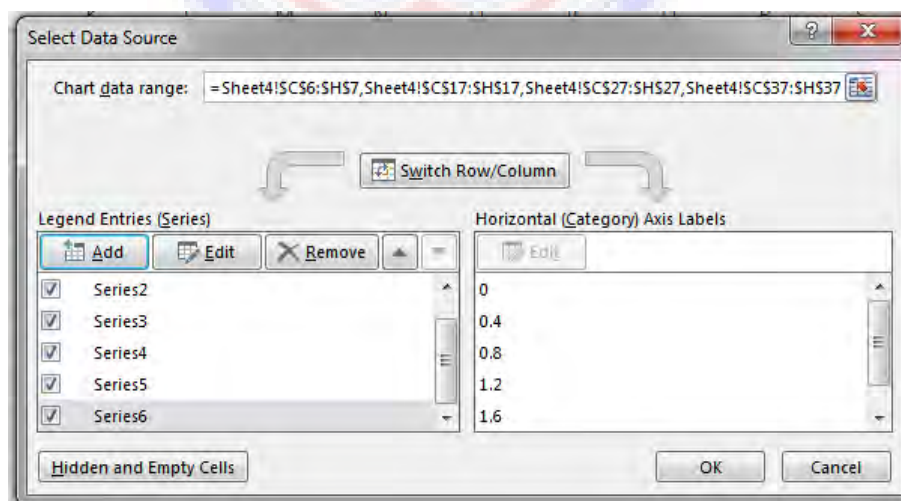 Select Data Source
Chart data range: =Sheet4!$C$6:$H$7,Sheet4!$C$17:$H$17,Sheet4!$C$27:$H$27,Sheet4!$C$37:$H$37
Switch Row/Column
Legend Entries (Series)
Horizontal (Category) Axis Labels
Add
Edit
Remove
Edit
Series2
Series3
Series4
Series5
Series6
0
0.4
0.8
1.2
1.6
Hidden and Empty Cells
OK
Cancel